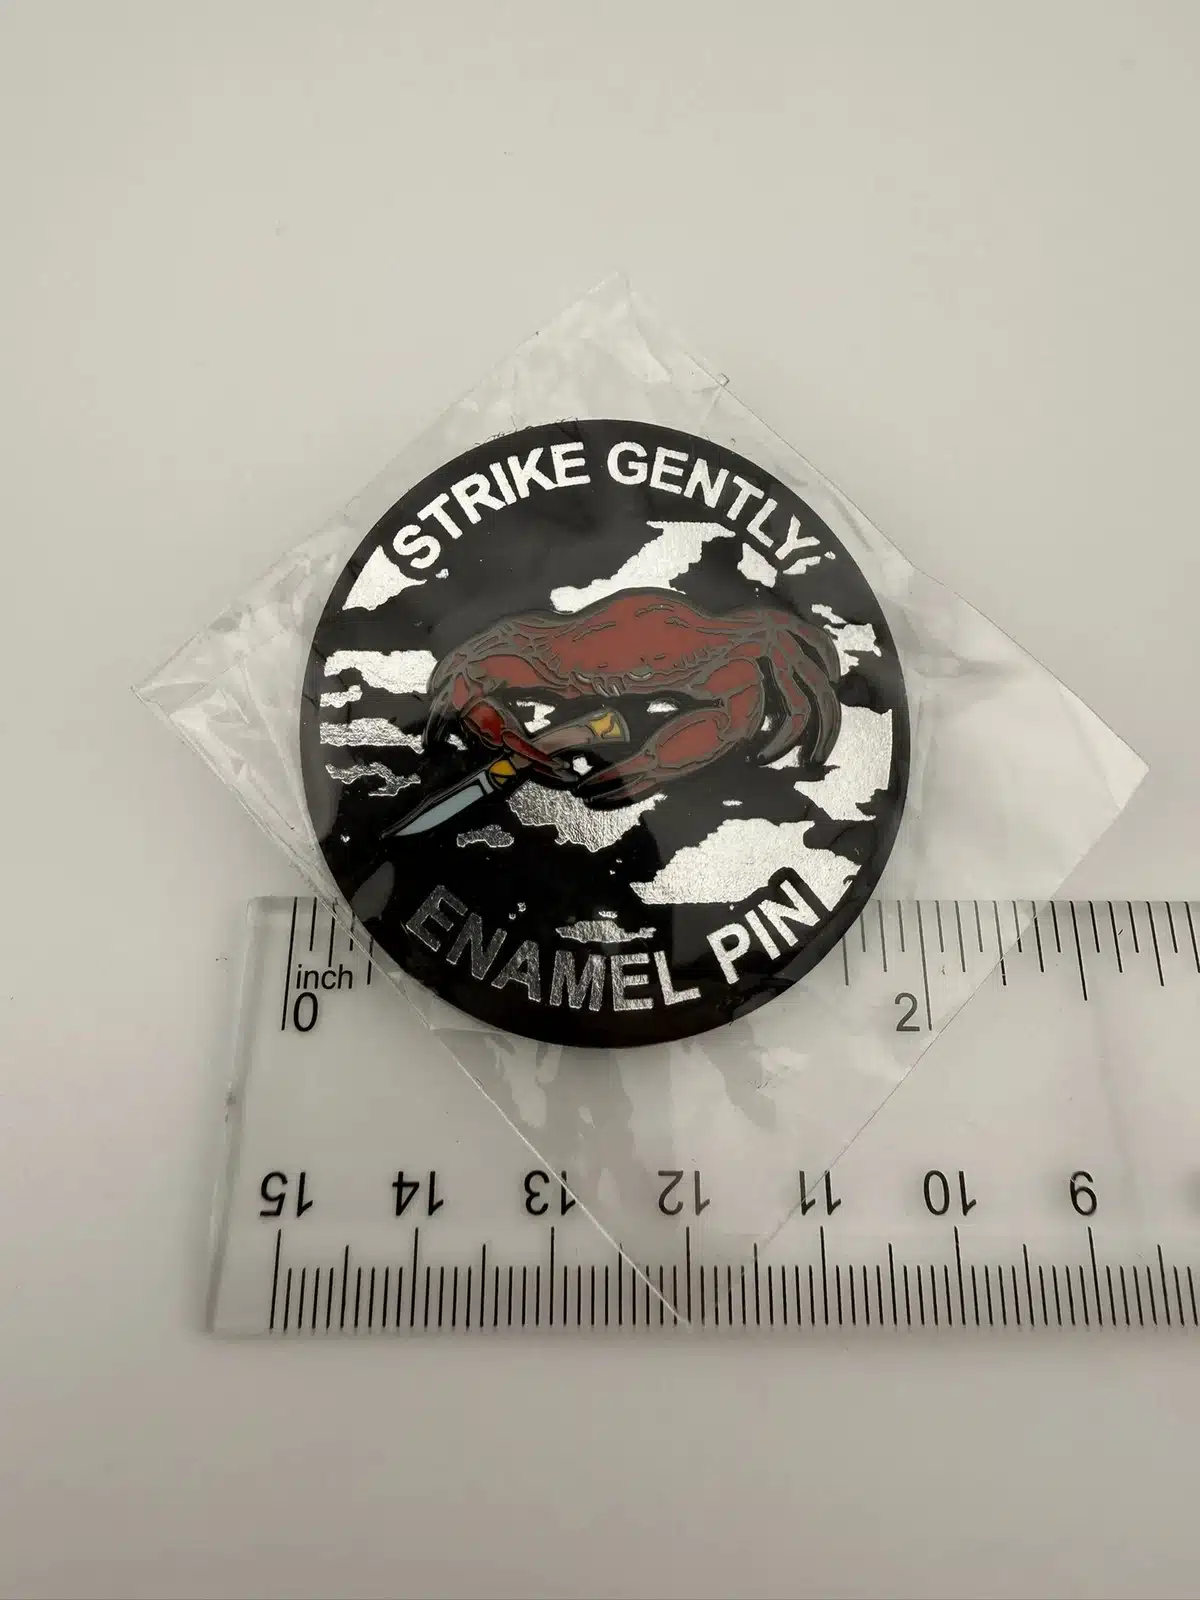 STRIKE GENTLY
ENAMEL PIN
inch
0
2
15 14 13 12 11 10 9